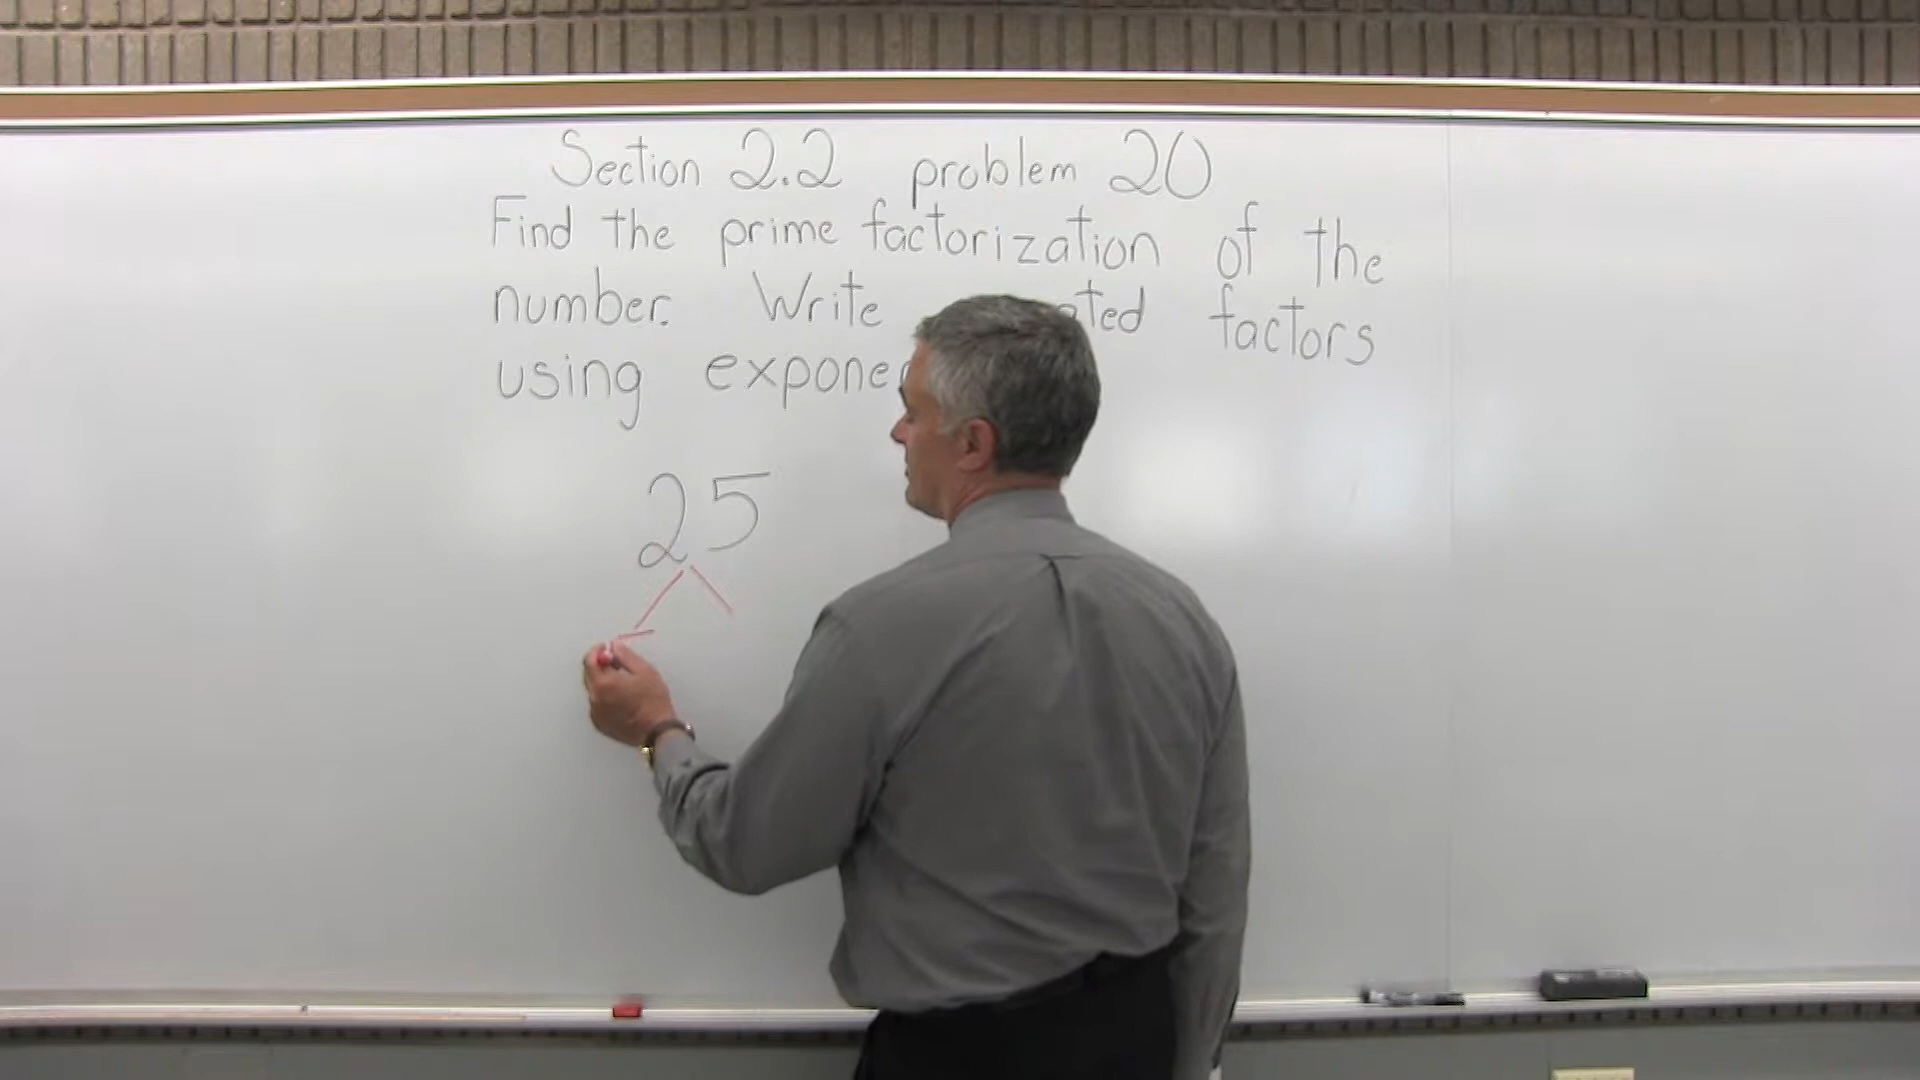 Section 2.2 problem 20
Find the prime factorization of the
number. Write factors
using
25